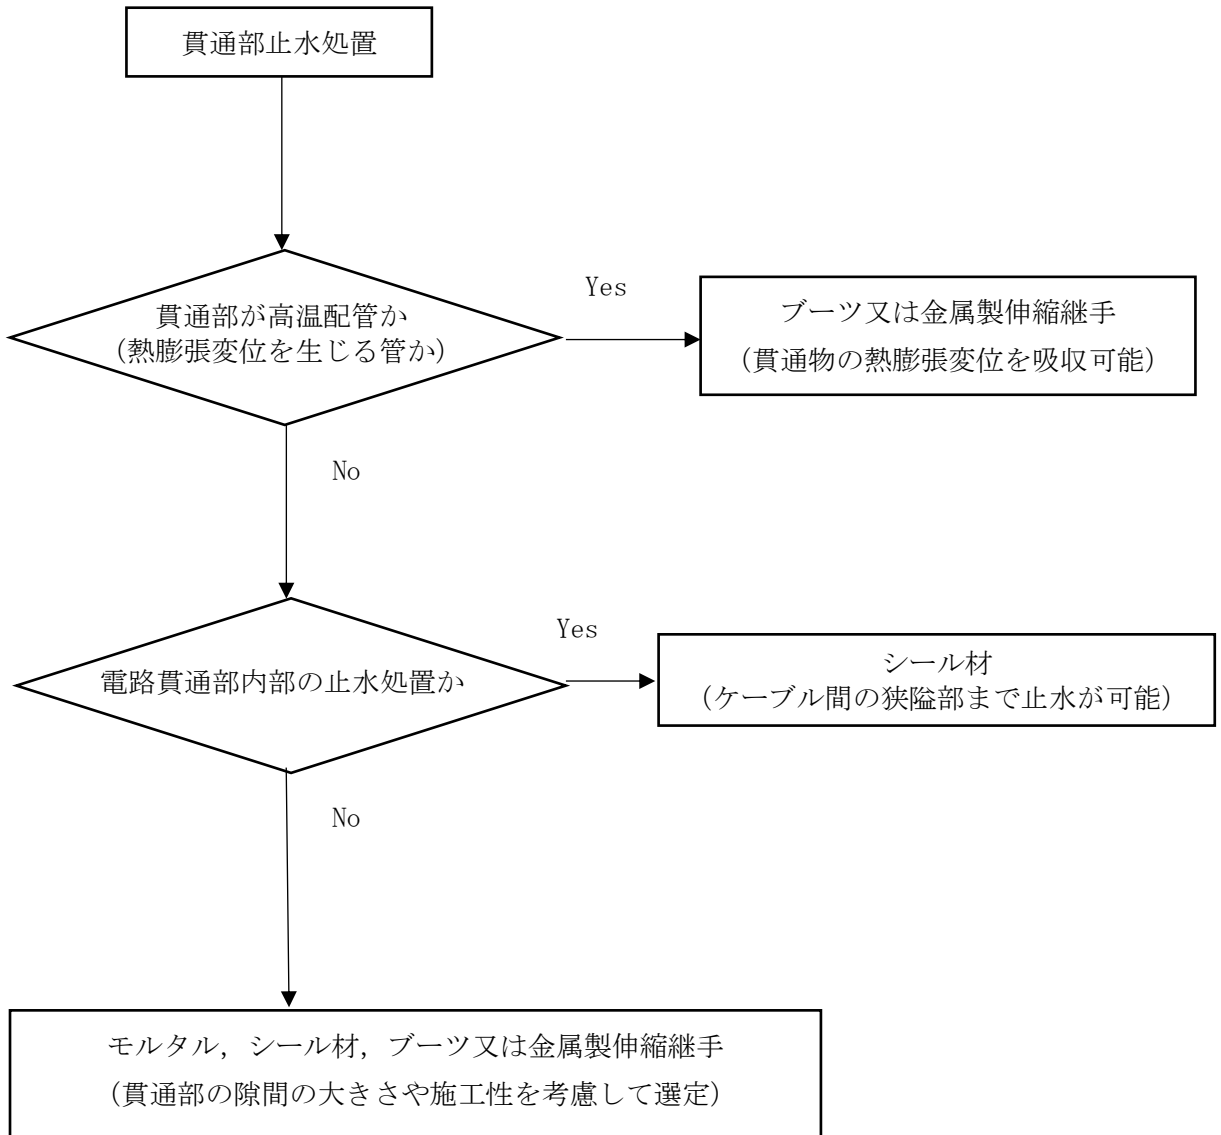 貫通部止水処置
貫通部が高温配管か
(熱膨張変位を生じる管か)
Yes
ブーツ又は金属製伸縮継手
(貫通物の熱膨張変位を吸収可能)
No
電路貫通部内部の止水処置か
Yes
シール材
(ケーブル間の狭隘部まで止水が可能)
No
モルタル，シール材，ブーツ又は金属製伸縮継手
(貫通部の隙間の大きさや施工性を考慮して選定)